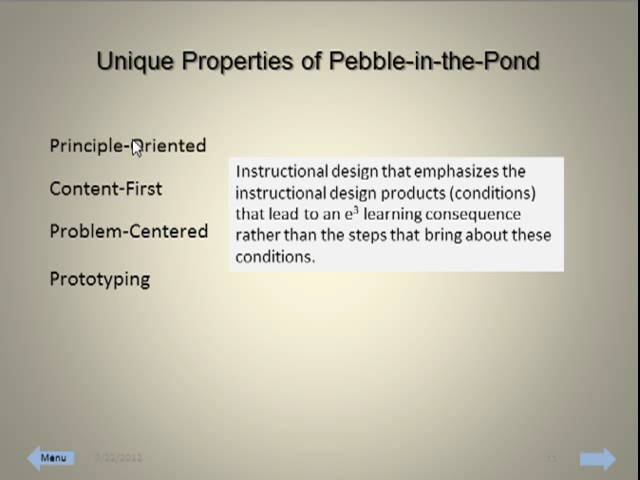 Unique Properties of Pebble-in-the-Pond
Principle-Oriented
Content-First
Problem-Centered
Prototyping
Instructional design that emphasizes the
instructional design products (conditions)
that lead to an e³ learning consequence
rather than the steps that bring about these
conditions.
Menu